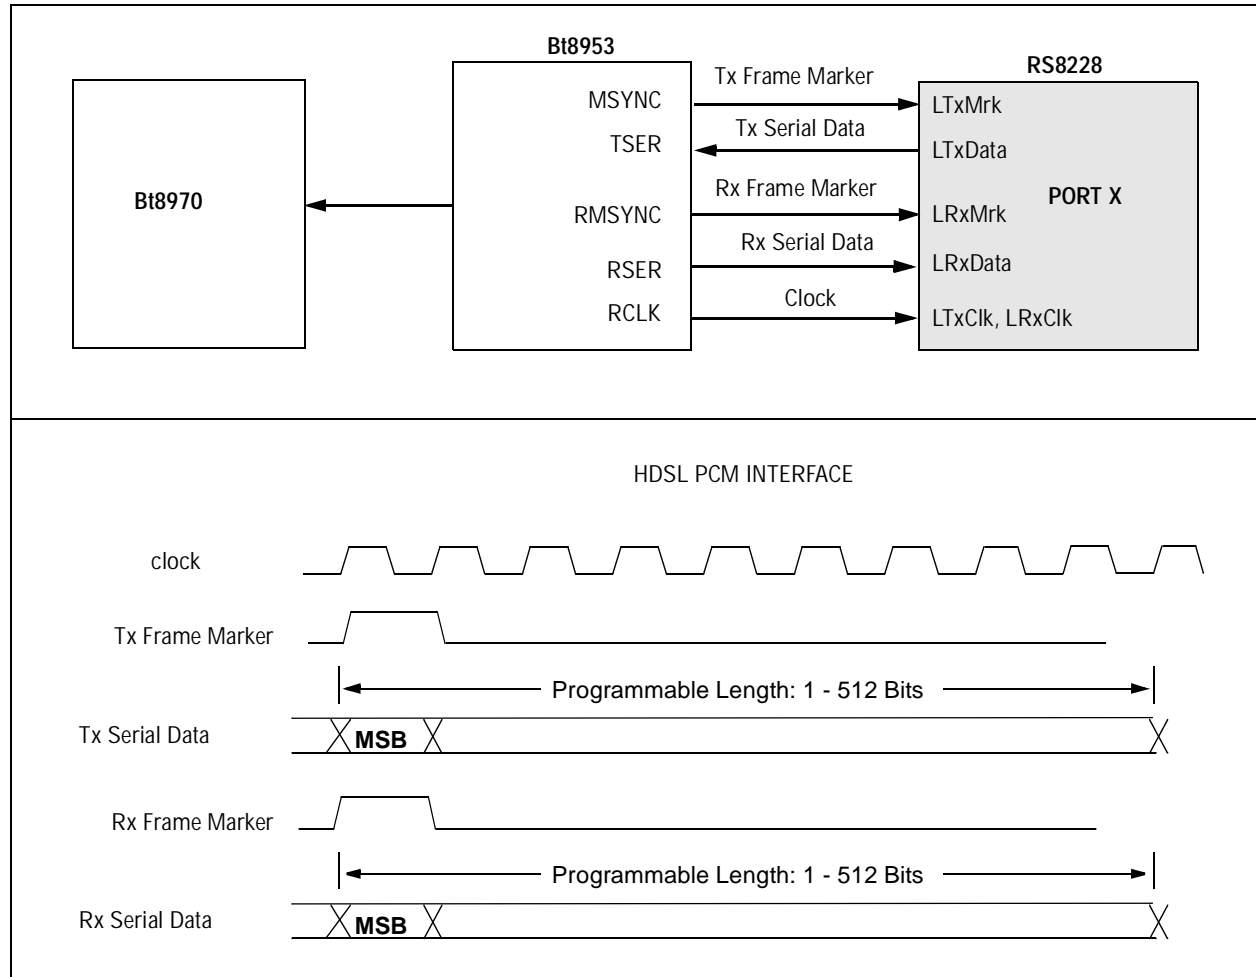 Bt8953
RS8228
Bt8970
MSYNC
Tx Frame Marker
LTxMrk
TSER
Tx Serial Data
LTxData
PORT X
RMSYNC
Rx Frame Marker
LRxMrk
RSER
Rx Serial Data
LRxData
RCLK
Clock
LTxClk, LRxClk
HDSL PCM INTERFACE
clock
Tx Frame Marker
Programmable Length: 1 - 512 Bits
Tx Serial Data
MSB
Rx Frame Marker
Programmable Length: 1 - 512 Bits
Rx Serial Data
MSB